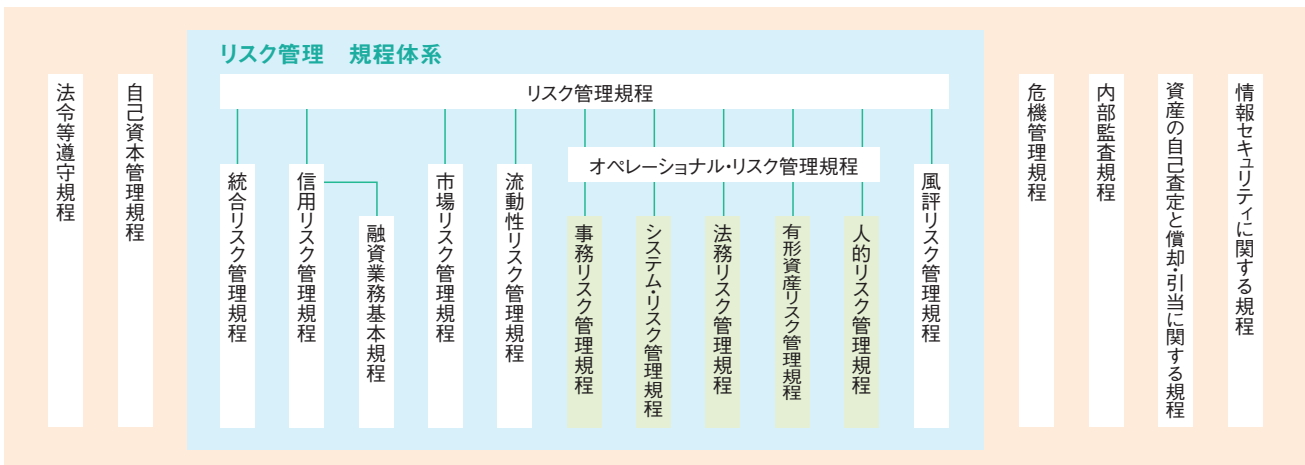 リスク管理　規程体系
法令等遵守規程
自己資本管理規程
リスク管理規程
統合リスク管理規程
信用リスク管理規程
融資業務基本規程
市場リスク管理規程
流動性リスク管理規程
オペレーショナル・リスク管理規程
事務リスク管理規程
システム・リスク管理規程
法務リスク管理規程
有形資産リスク管理規程
人的リスク管理規程
風評リスク管理規程
危機管理規程
内部監査規程
資産の自己査定と償却・引当に関する規程
情報セキュリティに関する規程